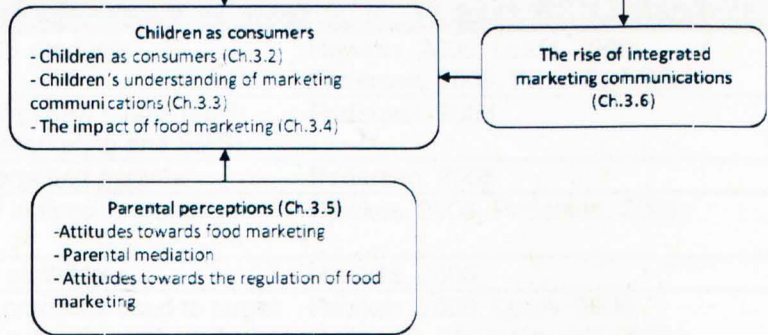 Children as consumers
- Children as consumers (Ch.3.2)
- Children's understanding of marketing
communications (Ch.3.3)
- The impact of food marketing (Ch.3.4)
The rise of integrated
marketing communications
(Ch.3.6)
Parental perceptions (Ch.3.5)
-Attitudes towards food marketing
- Parental mediation
- Attitudes towards the regulation of food
marketing